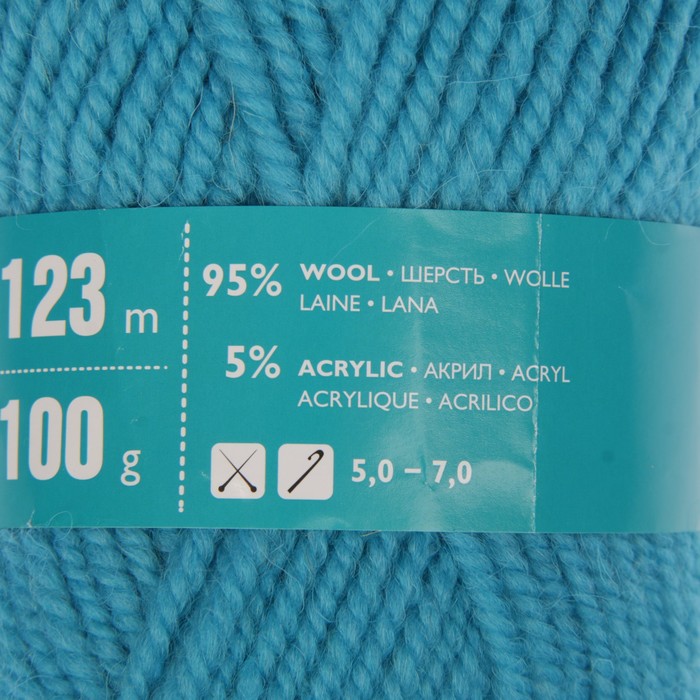 123 m
100 g
95% WOOL • ШЕРСТЬ • WOLLE
LAINE • LANA
5% ACRYLIC • АКРИЛ • ACRYL
ACRYLIQUE • ACRILICO
5,0 – 7,0